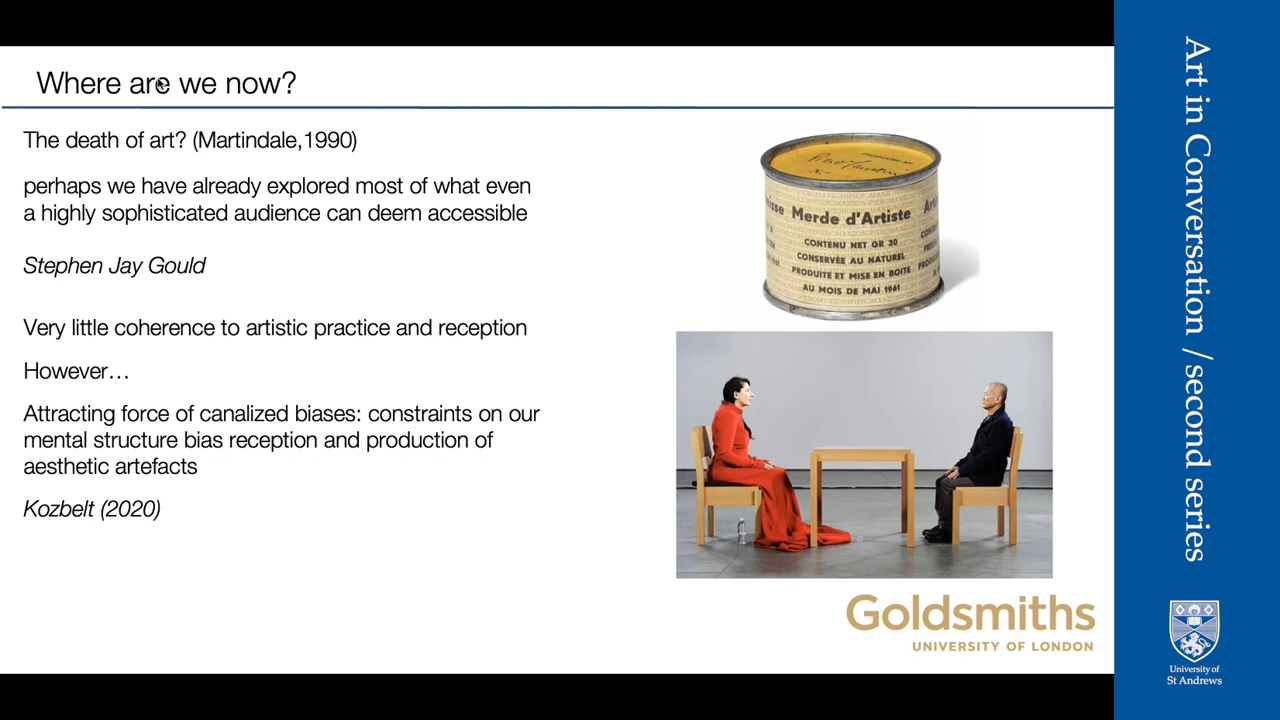 Where are we now?
The death of art? (Martindale,1990)
perhaps we have already explored most of what even
a highly sophisticated audience can deem accessible
Stephen Jay Gould
Very little coherence to artistic practice and reception
However…
Attracting force of canalized biases: constraints on our
mental structure bias reception and production of
aesthetic artefacts
Kozbelt (2020)
Merde d'Artiste
CONTENU NET GR 30
CONSERVÉE AU NATUREL
PRODUITE ET MISE EN BOITE
AU MOIS DE MAI 1961
Goldsmiths
UNIVERSITY OF LONDON
Art in Conversation /second series
University of
St Andrews